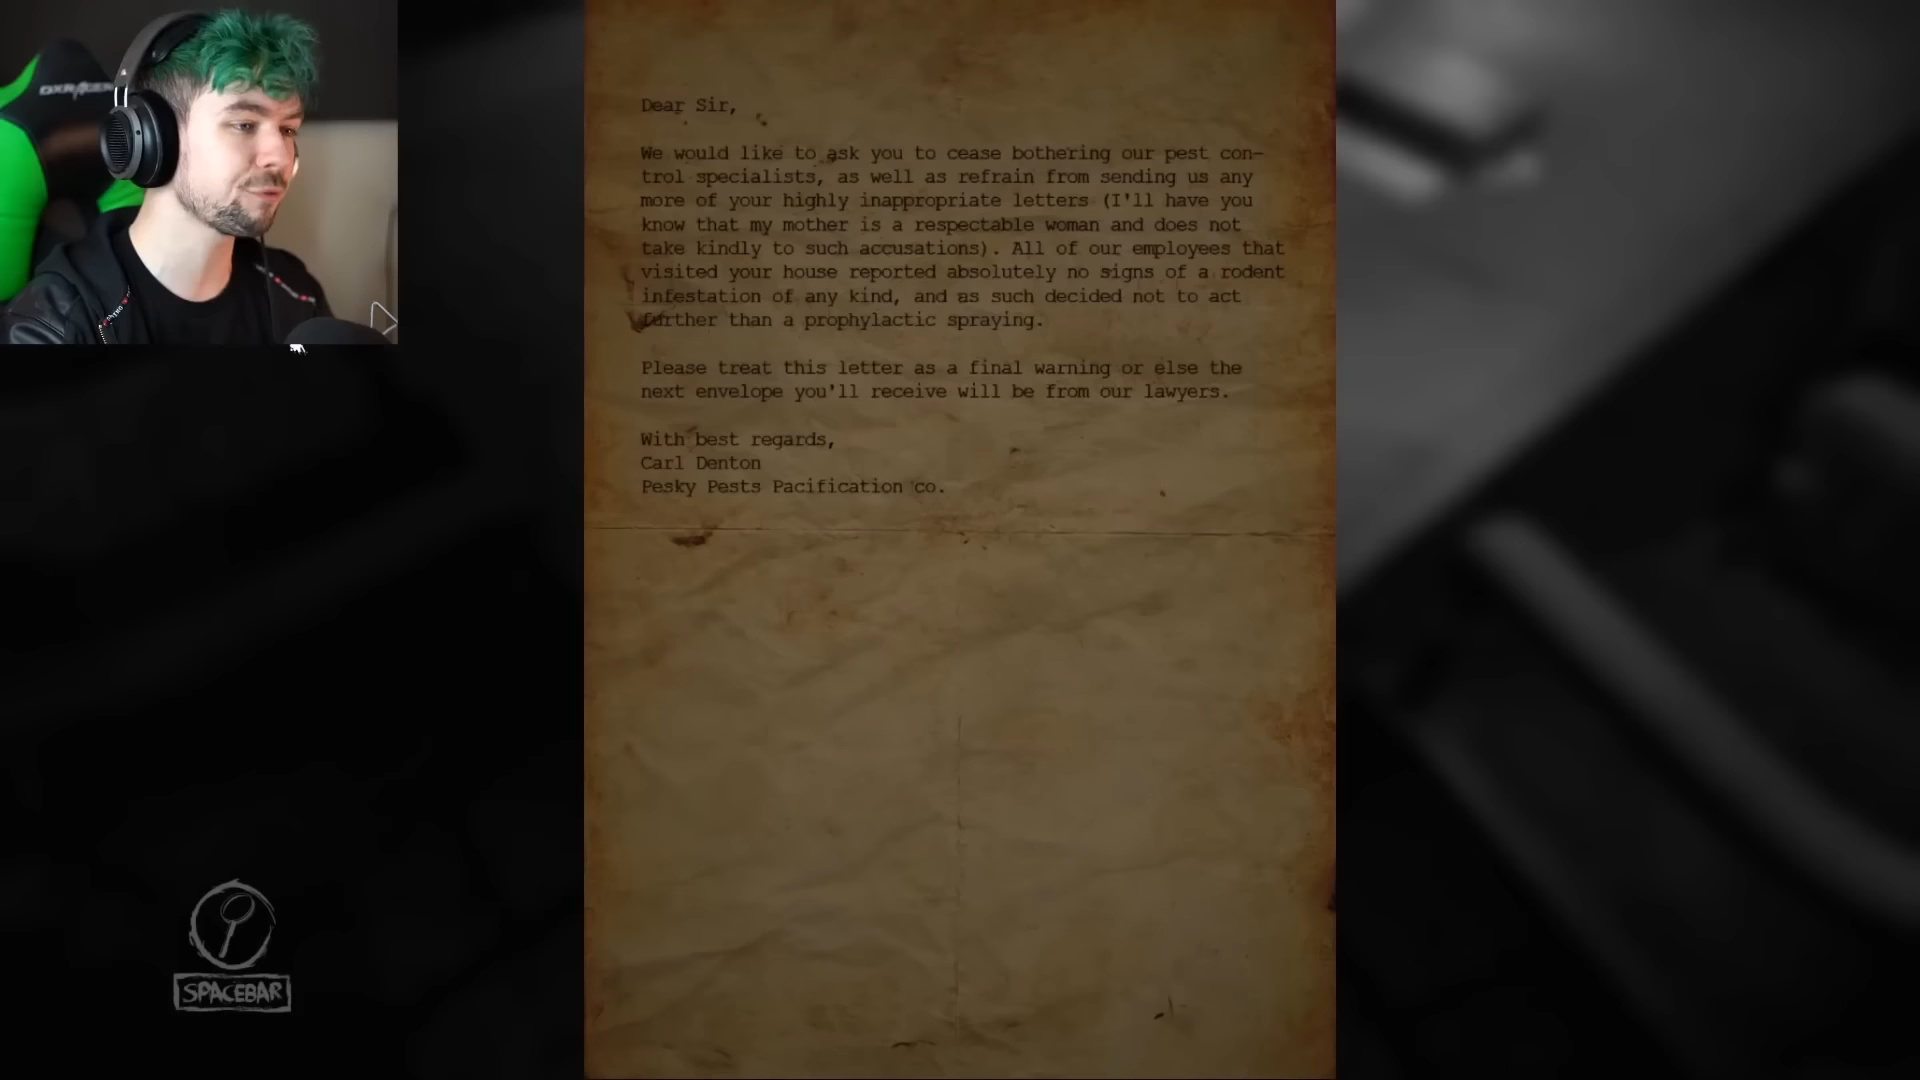 DXRACER
Dear Sir,
We would like to ask you to cease bothering our pest con-
trol specialists, as well as refrain from sending us any
more of your highly inappropriate letters (I'll have you
know that my mother is a respectable woman and does not
take kindly to such accusations). All of our employees that
visited your house reported absolutely no signs of a rodent
infestation of any kind, and as such decided not to act
further than a prophylactic spraying.
Please treat this letter as a final warning or else the
next envelope you'll receive will be from our lawyers.
With best regards,
Carl Denton
Pesky Pests Pacification co.
SPACEBAR